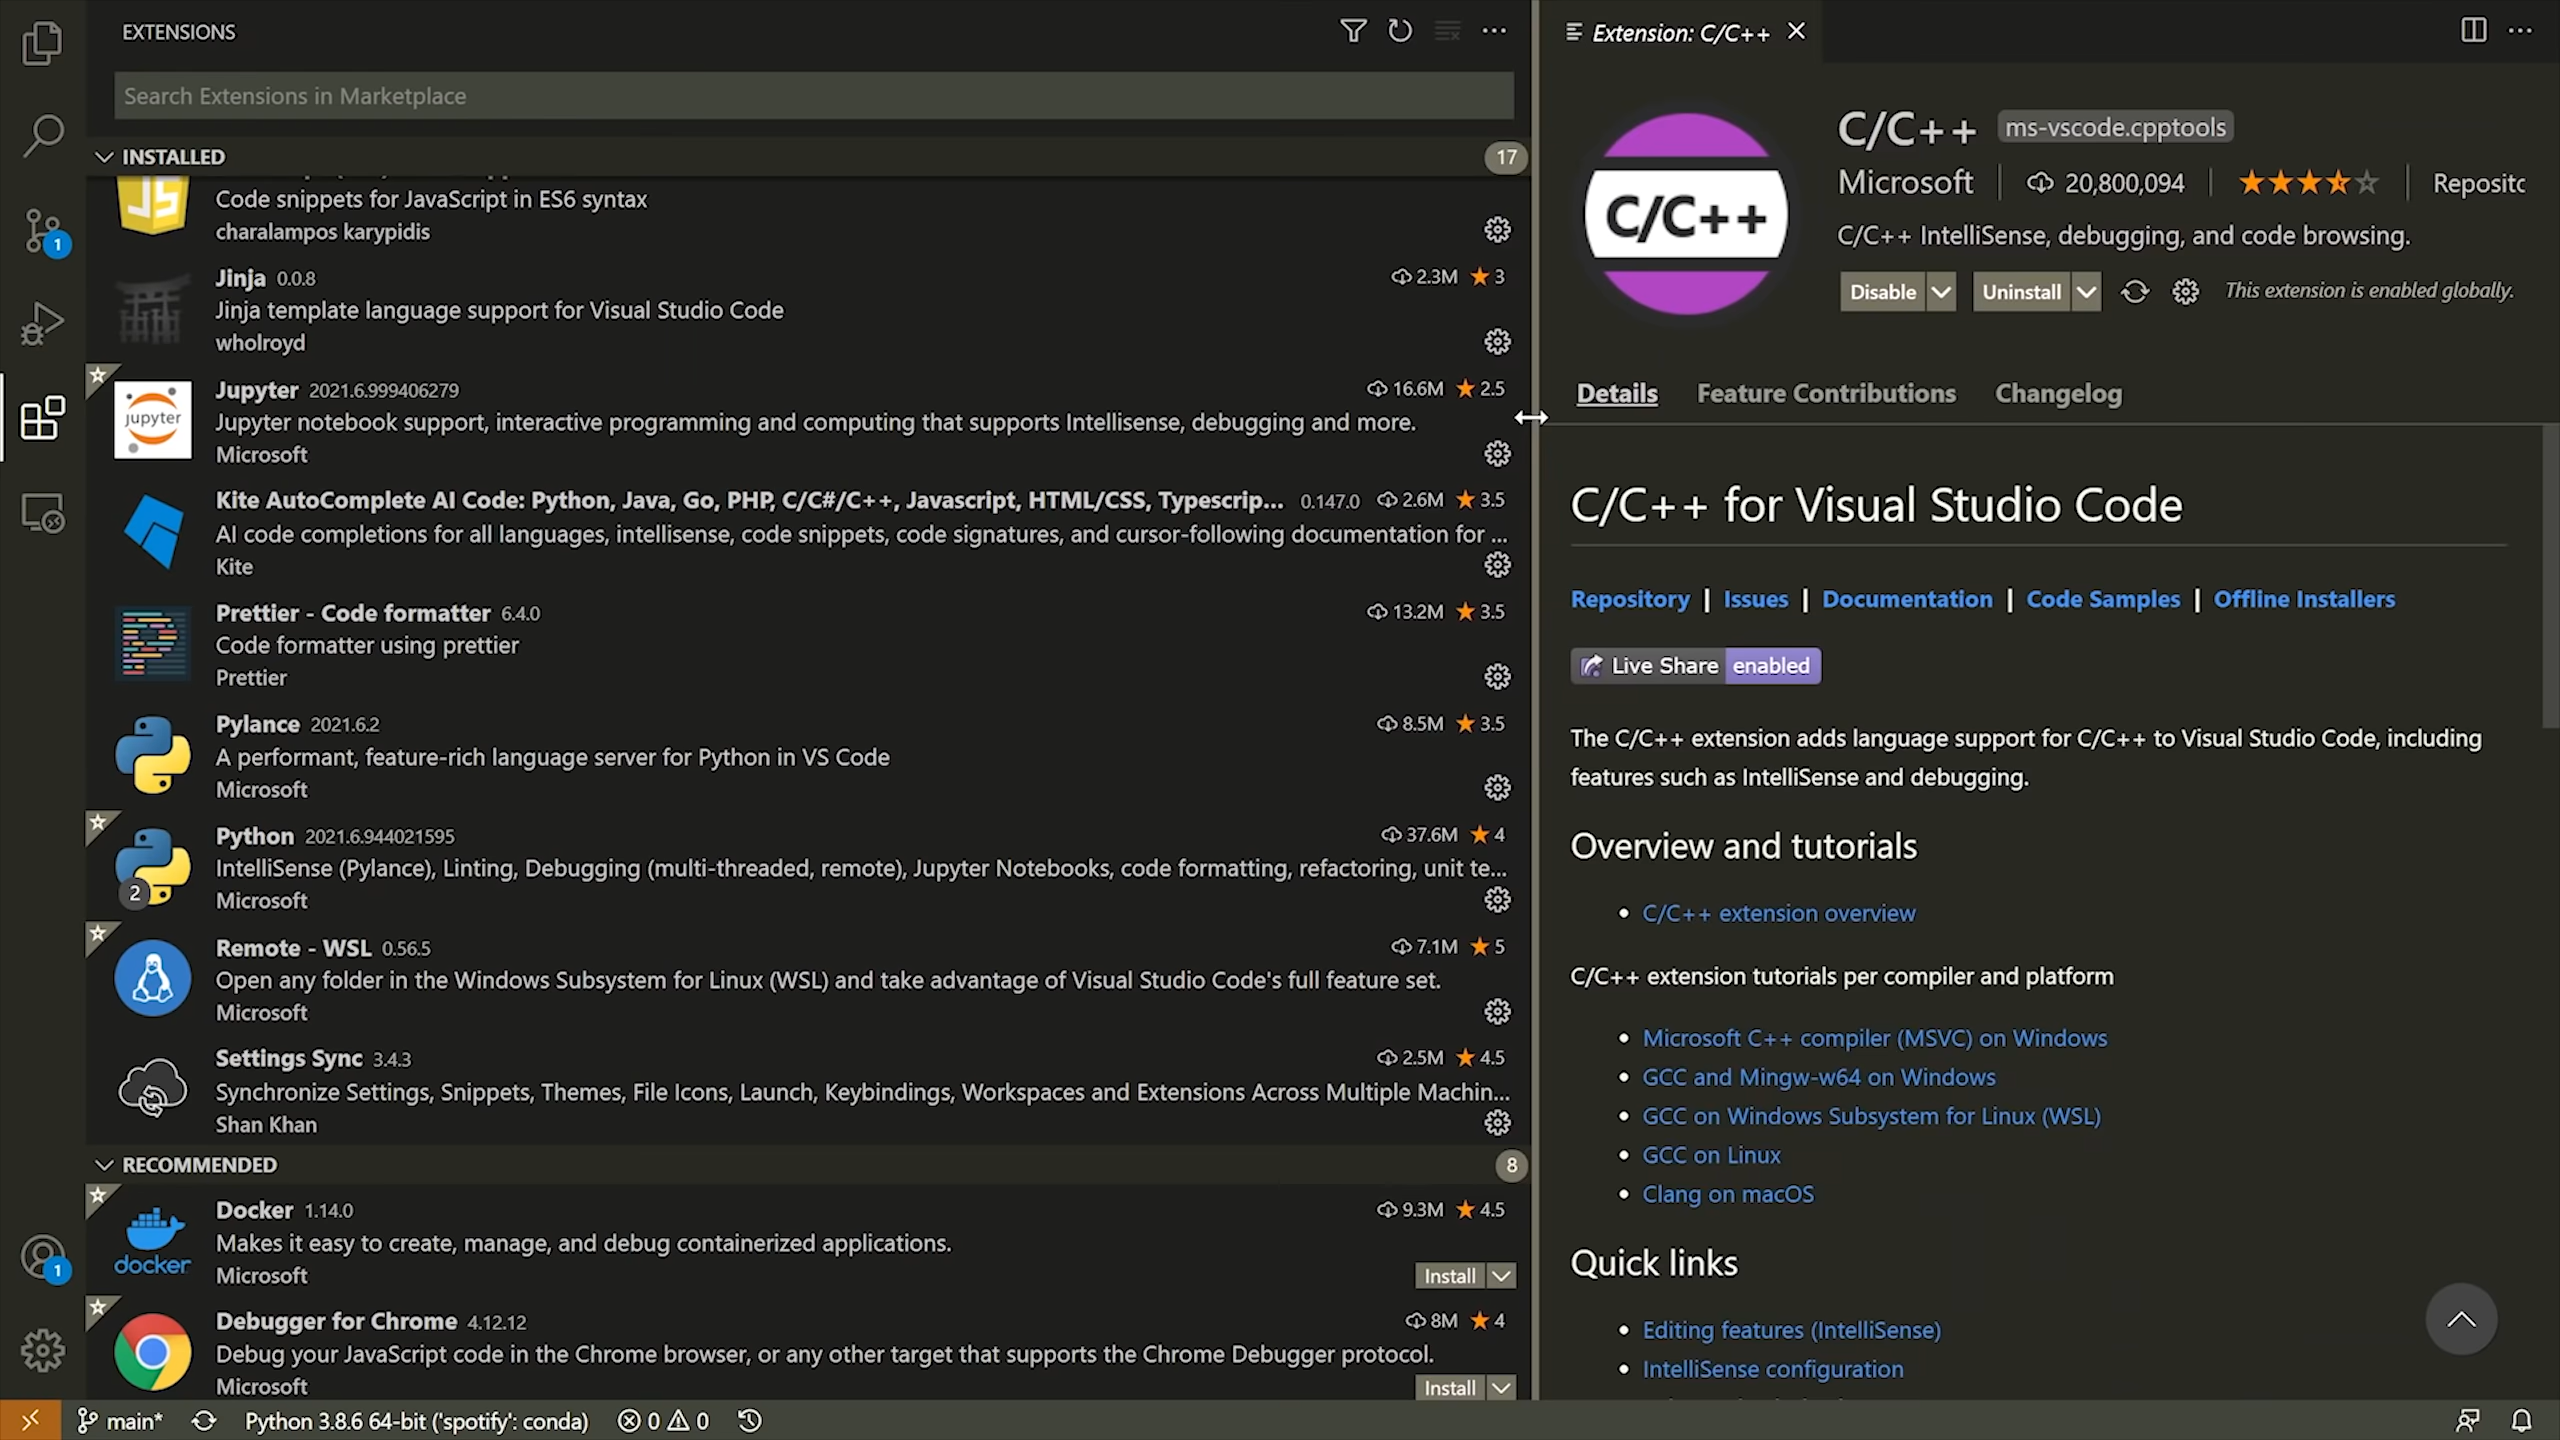 EXTENSIONS
Search Extensions in Marketplace
INSTALLED 17
JS
Code snippets for JavaScript in ES6 syntax
charalampos karypidis
Jinja 0.0.8 2.3M 3
Jinja template language support for Visual Studio Code
wholroyd
jupyter
Jupyter 2021.6.999406279 16.6M 2.5
Jupyter notebook support, interactive programming and computing that supports Intellisense, debugging and more.
Microsoft
Kite AutoComplete AI Code: Python, Java, Go, PHP, C/C#/C++, Javascript, HTML/CSS, Typescrip... 0.147.0 2.6M 3.5
AI code completions for all languages, intellisense, code snippets, code signatures, and cursor-following documentation for ...
Kite
Prettier - Code formatter 6.4.0 13.2M 3.5
Code formatter using prettier
Prettier
Pylance 2021.6.2 8.5M 3.5
A performant, feature-rich language server for Python in VS Code
Microsoft
Python 2021.6.944021595 37.6M 4
IntelliSense (Pylance), Linting, Debugging (multi-threaded, remote), Jupyter Notebooks, code formatting, refactoring, unit te...
2
Microsoft
Remote - WSL 0.56.5 7.1M 5
Open any folder in the Windows Subsystem for Linux (WSL) and take advantage of Visual Studio Code's full feature set.
Microsoft
Settings Sync 3.4.3 2.5M 4.5
Synchronize Settings, Snippets, Themes, File Icons, Launch, Keybindings, Workspaces and Extensions Across Multiple Machin...
Shan Khan
RECOMMENDED 8
docker
Docker 1.14.0 9.3M 4.5
Makes it easy to create, manage, and debug containerized applications.
Microsoft Install
Debugger for Chrome 4.12.12 8M 4
Debug your JavaScript code in the Chrome browser, or any other target that supports the Chrome Debugger protocol.
Microsoft Install
1
1
Extension: C/C++
C/C++
C/C++ ms-vscode.cpptools
Microsoft 20,800,094 Reposito
C/C++ IntelliSense, debugging, and code browsing.
Disable Uninstall This extension is enabled globally.
Details Feature Contributions Changelog
C/C++ for Visual Studio Code
Repository | Issues | Documentation | Code Samples | Offline Installers
Live Share enabled
The C/C++ extension adds language support for C/C++ to Visual Studio Code, including
features such as IntelliSense and debugging.
Overview and tutorials
• C/C++ extension overview
C/C++ extension tutorials per compiler and platform
• Microsoft C++ compiler (MSVC) on Windows
• GCC and Mingw-w64 on Windows
• GCC on Windows Subsystem for Linux (WSL)
• GCC on Linux
• Clang on macOS
Quick links
• Editing features (IntelliSense)
• IntelliSense configuration
main* Python 3.8.6 64-bit ('spotify': conda) 0 0